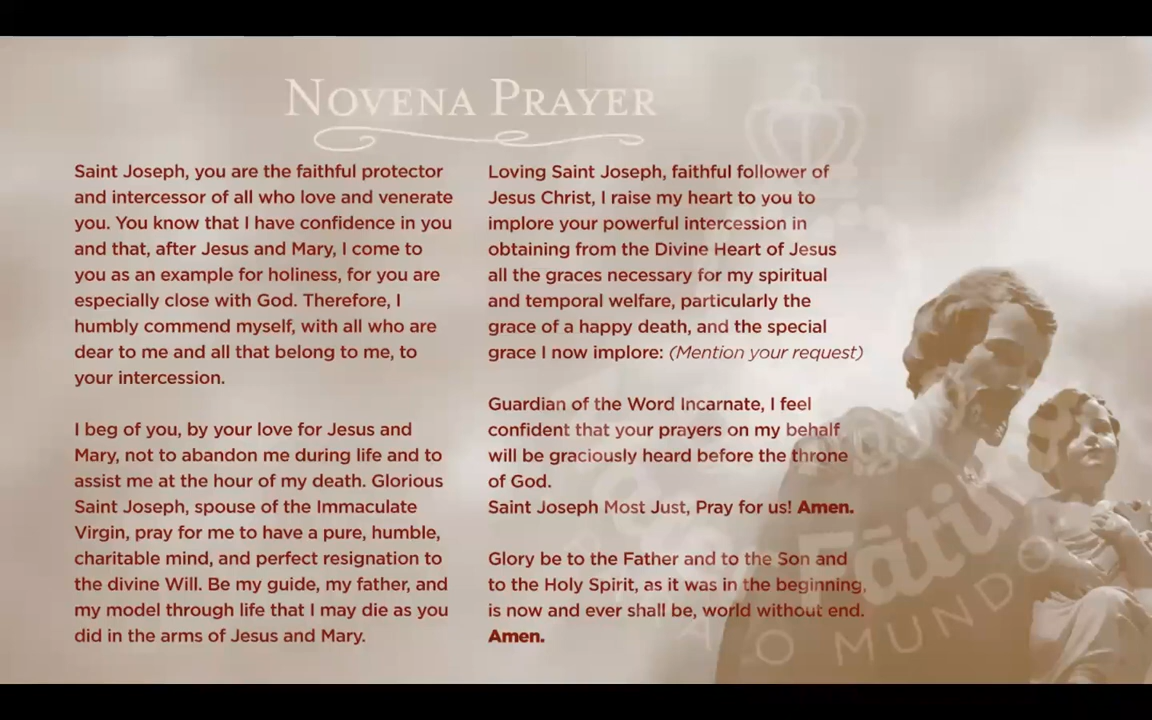 NOVENA PRAYER
Saint Joseph, you are the faithful protector
and intercessor of all who love and venerate
you. You know that I have confidence in you
and that, after Jesus and Mary, I come to
you as an example for holiness, for you are
especially close with God. Therefore, I
humbly commend myself, with all who are
dear to me and all that belong to me, to
your intercession.
I beg of you, by your love for Jesus and
Mary, not to abandon me during life and to
assist me at the hour of my death. Glorious
Saint Joseph, spouse of the Immaculate
Virgin, pray for me to have a pure, humble,
charitable mind, and perfect resignation to
the divine Will. Be my guide, my father, and
my model through life that I may die as you
did in the arms of Jesus and Mary.
Loving Saint Joseph, faithful follower of
Jesus Christ, I raise my heart to you to
implore your powerful intercession in
obtaining from the Divine Heart of Jesus
all the graces necessary for my spiritual
and temporal welfare, particularly the
grace of a happy death, and the special
grace I now implore: (Mention your request)
Guardian of the Word Incarnate, I feel
confident that your prayers on my behalf
will be graciously heard before the throne
of God.
Saint Joseph Most Just, Pray for us! Amen.
Glory be to the Father and to the Son and
to the Holy Spirit, as it was in the beginning,
is now and ever shall be, world without end.
Amen.
AO MUNDO